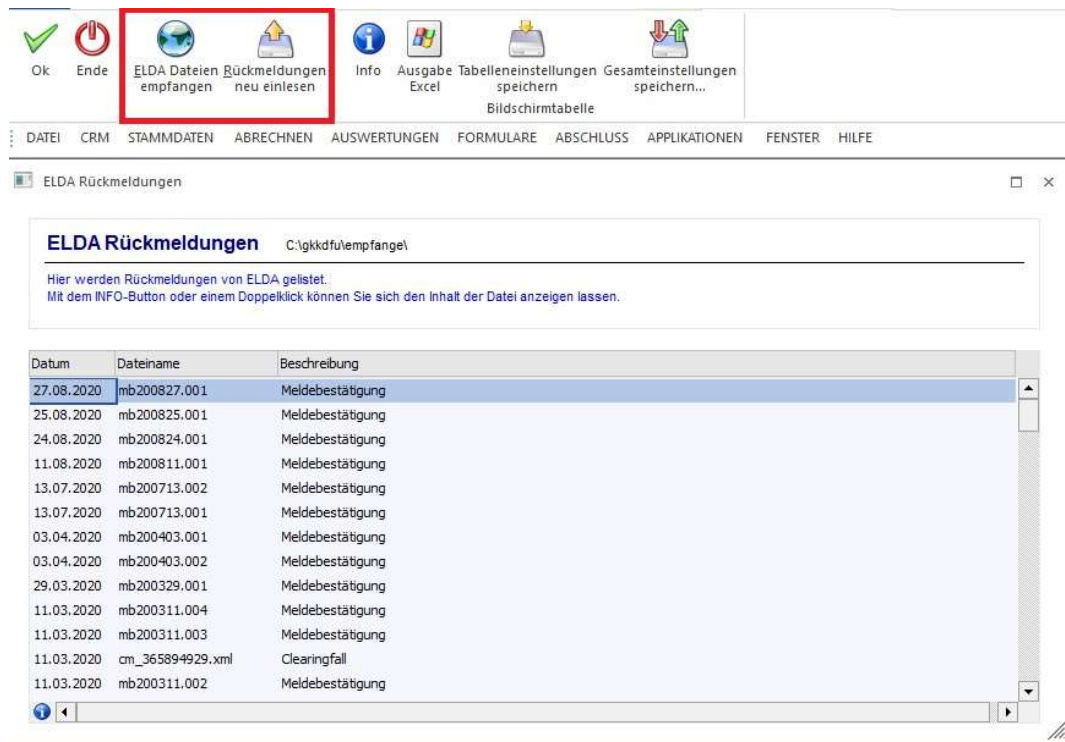 Ok Ende ELDA Dateien Rückmeldungen Info Ausgabe Tabelleneinstellungen Gesamteinstellungen
empfangen neu einlesen Excel speichern speichern...
Bildschirmtabelle
DATEI CRM STAMMDATEN ABRECHNEN AUSWERTUNGEN FORMULARE ABSCHLUSS APPLIKATIONEN FENSTER HILFE
ELDA Rückmeldungen
ELDA Rückmeldungen C:\gkkdfu\empfange\
Hier werden Rückmeldungen von ELDA gelistet.
Mit dem INFO-Button oder einem Doppelklick können Sie sich den Inhalt der Datei anzeigen lassen.
Datum Dateiname Beschreibung
27.08.2020 mb200827.001 Meldebestätigung
25.08.2020 mb200825.001 Meldebestätigung
24.08.2020 mb200824.001 Meldebestätigung
11.08.2020 mb200811.001 Meldebestätigung
13.07.2020 mb200713.002 Meldebestätigung
13.07.2020 mb200713.001 Meldebestätigung
03.04.2020 mb200403.001 Meldebestätigung
03.04.2020 mb200403.002 Meldebestätigung
29.03.2020 mb200329.001 Meldebestätigung
11.03.2020 mb200311.004 Meldebestätigung
11.03.2020 mb200311.003 Meldebestätigung
11.03.2020 cm_365894929.xml Clearingfall
11.03.2020 mb200311.002 Meldebestätigung